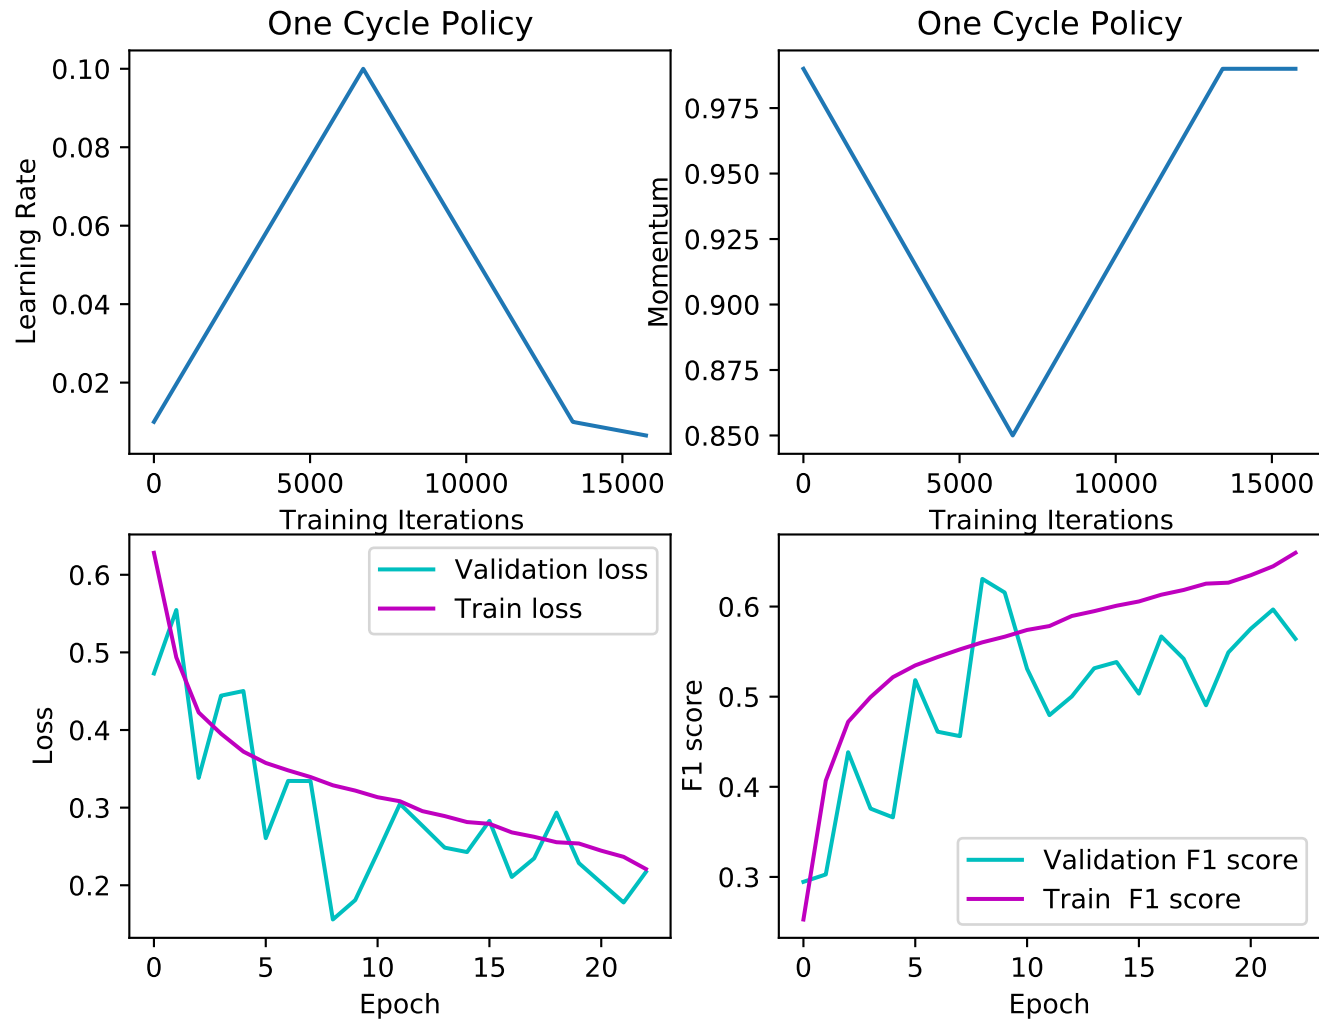 One Cycle Policy
Learning Rate
0.10
0.08
0.06
0.04
0.02
0 5000 10000 15000
Training Iterations
One Cycle Policy
Momentum
0.975
0.950
0.925
0.900
0.875
0.850
0 5000 10000 15000
Training Iterations
Loss
0.6
0.5
0.4
0.3
0.2
Validation loss
Train loss
0 5 10 15 20
Epoch
F1 score
0.6
0.5
0.4
0.3
Validation F1 score
Train  F1 score
0 5 10 15 20
Epoch